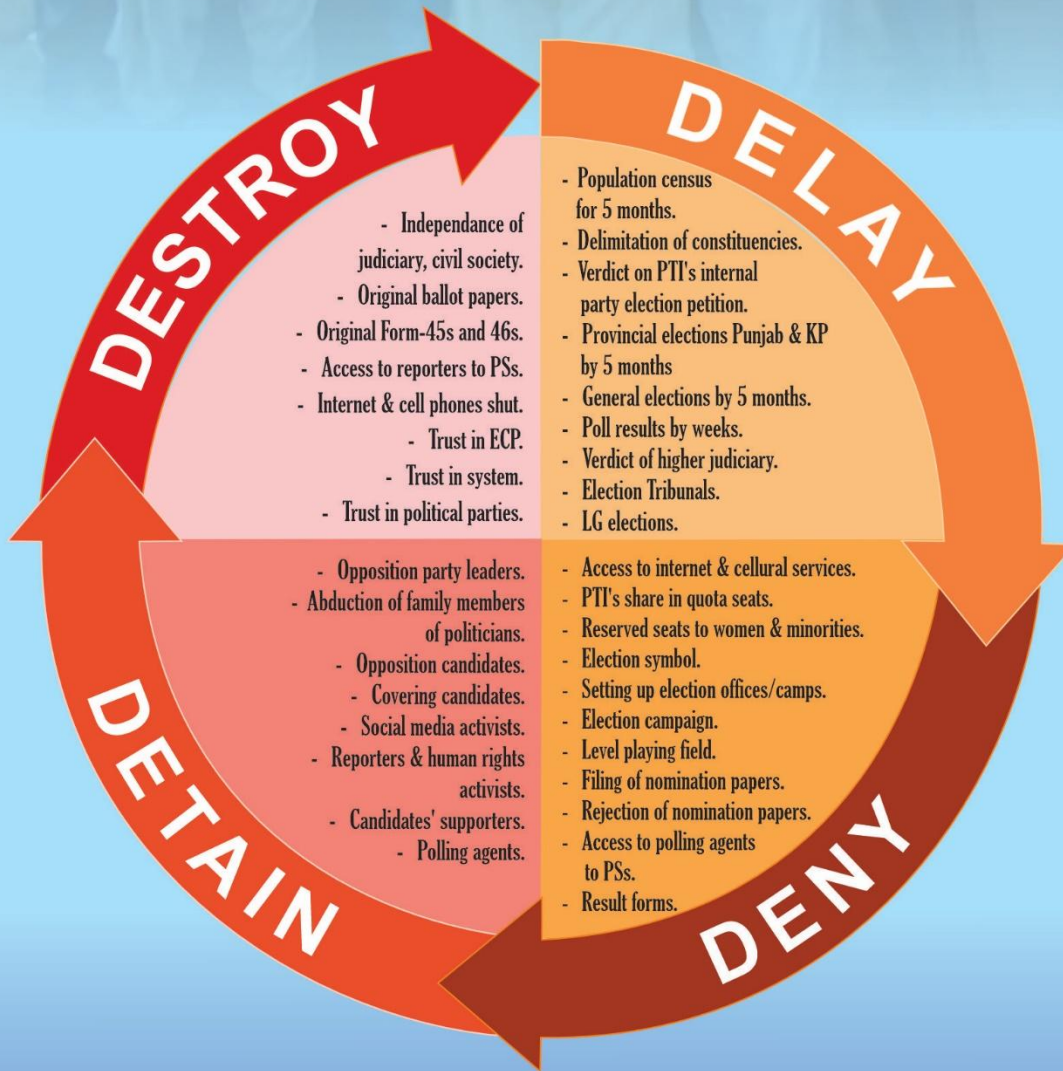 DELAY
- Population census
for 5 months.
- Delimitation of constituencies.
- Verdict on PTI's internal
party election petition.
- Provincial elections Punjab & KP
by 5 months
- General elections by 5 months.
- Poll results by weeks.
- Verdict of higher judiciary.
- Election Tribunals.
- LG elections.
DENY
- Access to internet & cellural services.
- PTI's share in quota seats.
- Reserved seats to women & minorities.
- Election symbol.
- Setting up election offices/camps.
- Election campaign.
- Level playing field.
- Filing of nomination papers.
- Rejection of nomination papers.
- Access to polling agents
to PSs.
- Result forms.
DETAIN
- Opposition party leaders.
- Abduction of family members
of politicians.
- Opposition candidates.
- Covering candidates.
- Social media activists.
- Reporters & human rights
activists.
- Candidates' supporters.
- Polling agents.
DESTROY
- Independance of
judiciary, civil society.
- Original ballot papers.
- Original Form-45s and 46s.
- Access to reporters to PSs.
- Internet & cell phones shut.
- Trust in ECP.
- Trust in system.
- Trust in political parties.